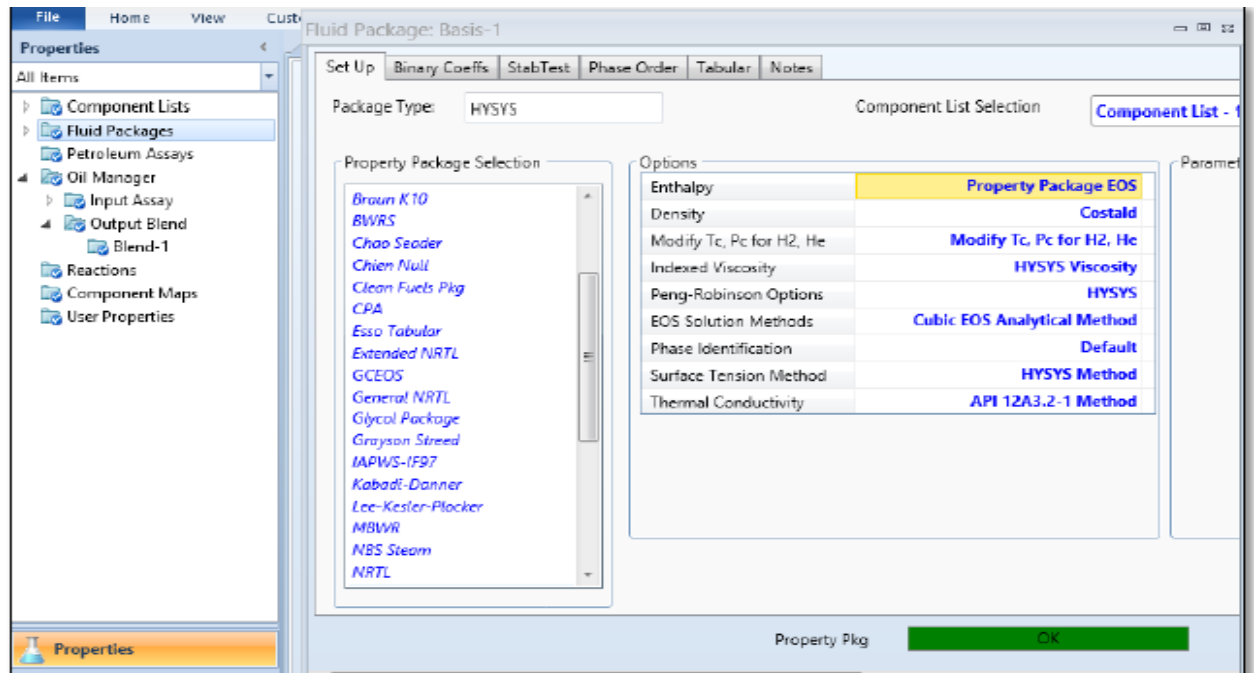 File Home View Cust
Fluid Package: Basis-1
Properties
All Items
Set Up Binary Coeffs StabTest Phase Order Tabular Notes
Component Lists
Fluid Packages
Petroleum Assays
Oil Manager
Input Assay
Output Blend
Blend-1
Reactions
Component Maps
User Properties
Package Type: HYSYS Component List Selection Component List - 1
Property Package Selection
Braun K10
BWRS
Chao Seader
Chien Null
Clean Fuels Pkg
CPA
Esso Tabular
Extended NRTL
GCEOS
General NRTL
Glycol Package
Grayson Streed
IAPWS-IF97
Kabadi-Danner
Lee-Kesler-Plocker
MBWR
NBS Steam
NRTL
Options
Enthalpy Property Package EOS
Density Costald
Modify Tc, Pc for H2, He Modify Tc, Pc for H2, He
Indexed Viscosity HYSYS Viscosity
Peng-Robinson Options HYSYS
EOS Solution Methods Cubic EOS Analytical Method
Phase Identification Default
Surface Tension Method HYSYS Method
Thermal Conductivity API 12A3.2-1 Method
Paramet
Property Pkg OK
Properties